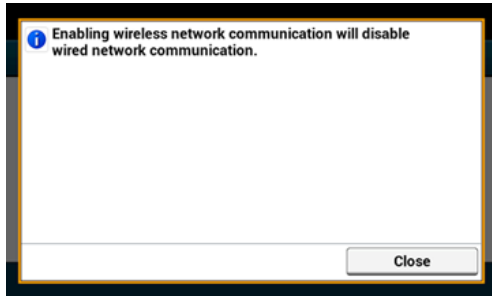 Enabling wireless network communication will disable
wired network communication.
Close